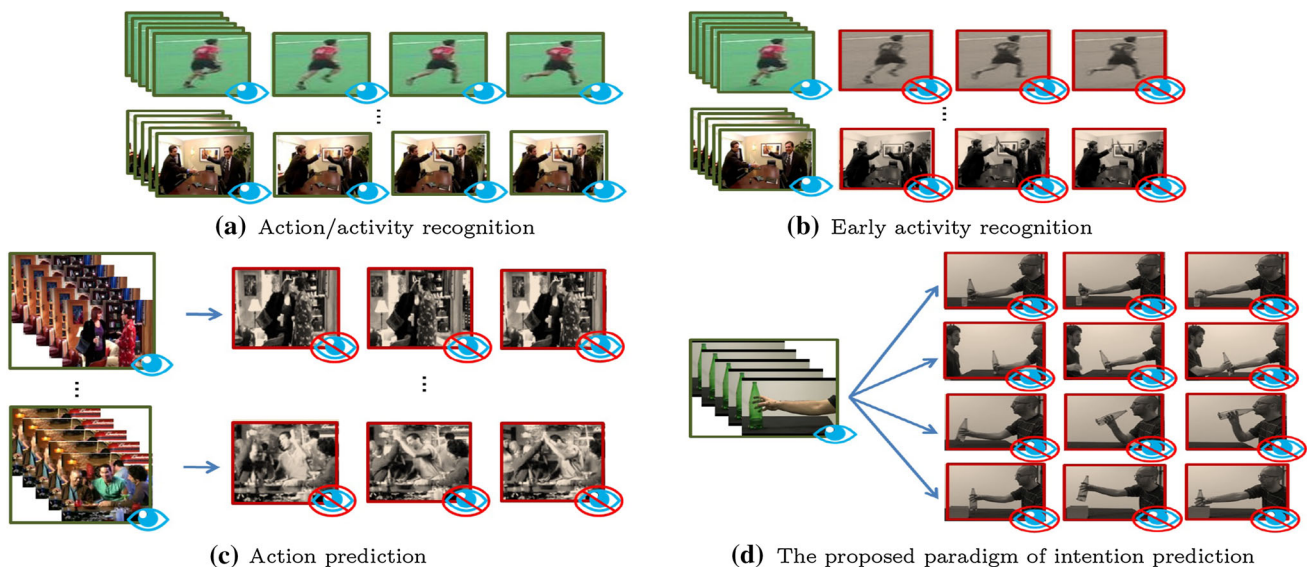 (a) Action/activity recognition
(b) Early activity recognition
(c) Action prediction
(d) The proposed paradigm of intention prediction